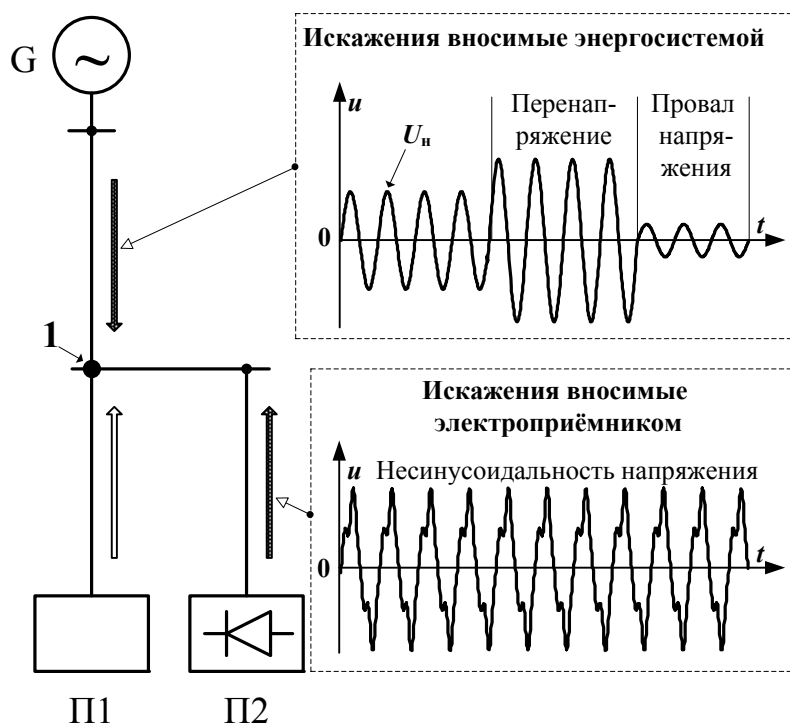 Искажения вносимые энергосистемой
G
~
u
Uн
Перенап-
ряжение
Провал
напря-
жения
0
t
1
Искажения вносимые
электроприёмником
u
Несинусоидальность напряжения
0
t
П1
П2